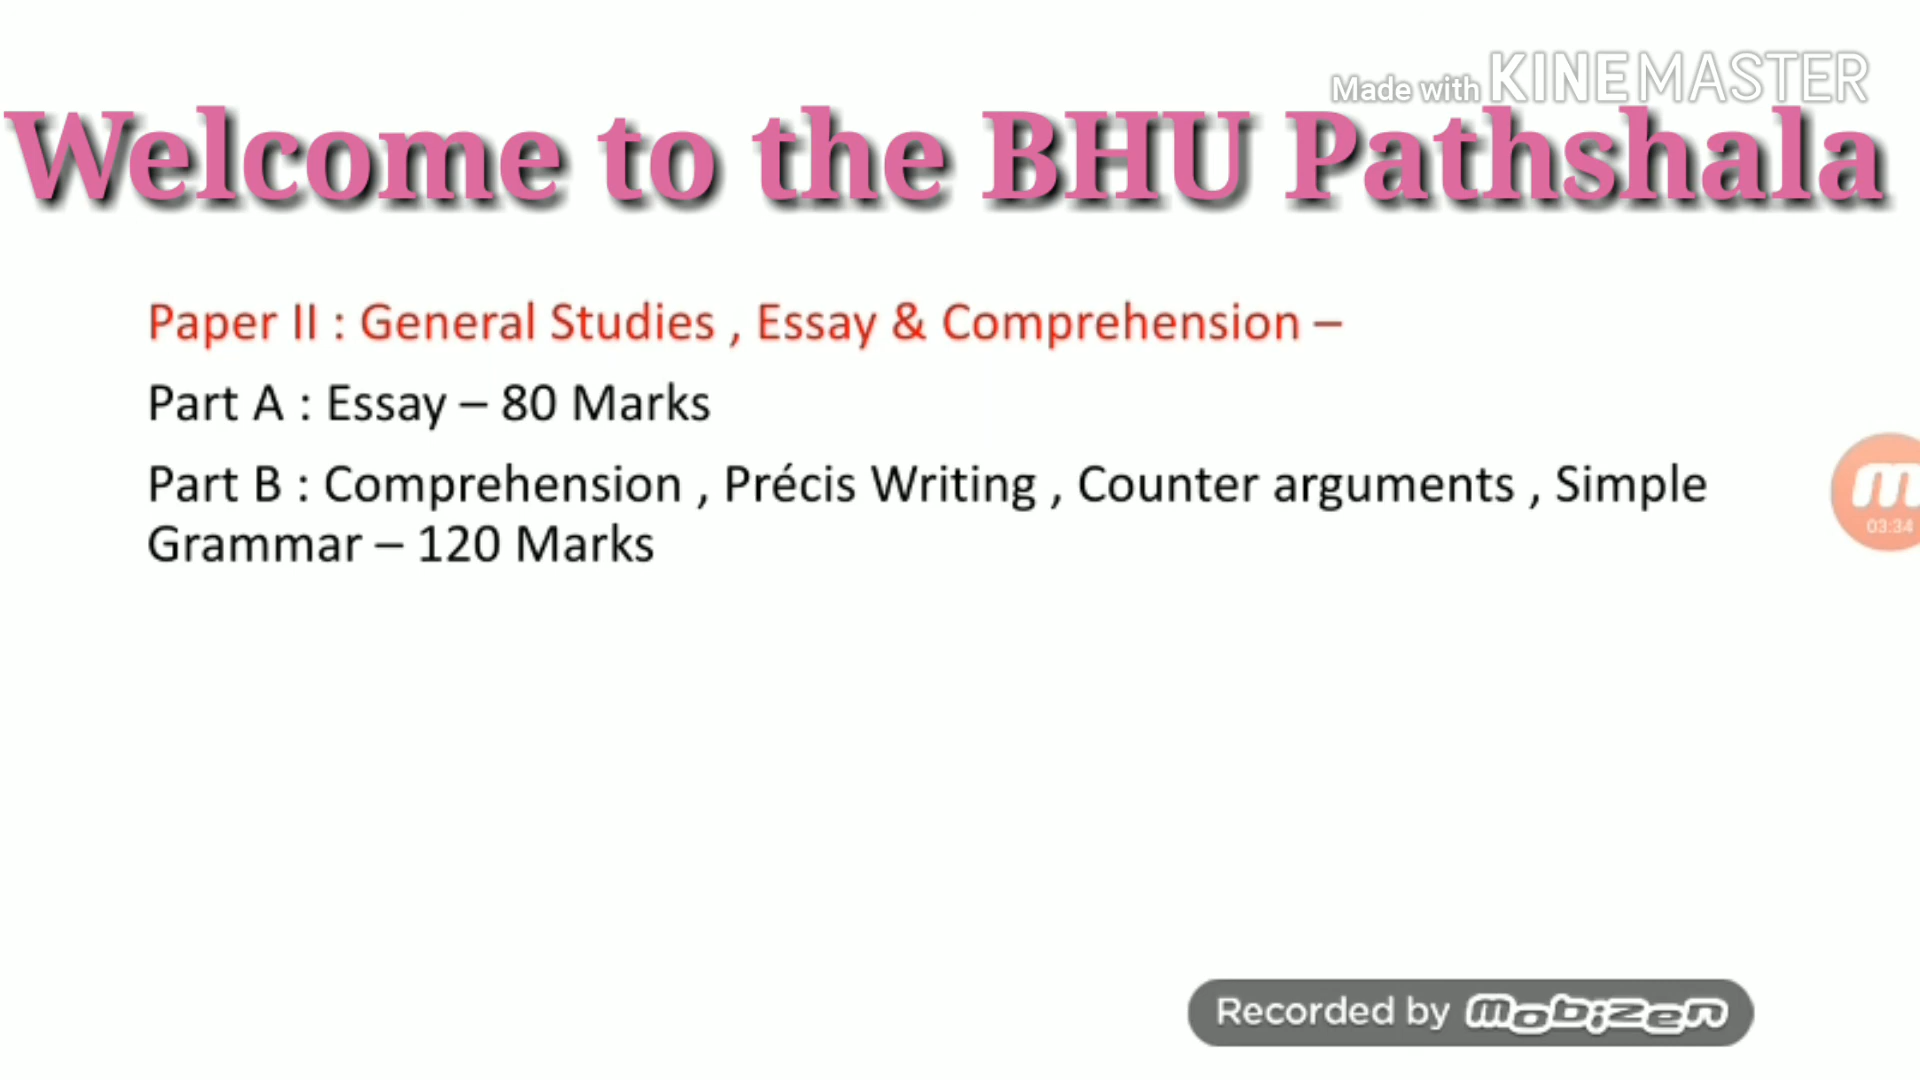 Made with KINEMASTER
Welcome to the BHU Pathshala
Paper II : General Studies , Essay & Comprehension –
Part A : Essay – 80 Marks
Part B : Comprehension , Précis Writing , Counter arguments , Simple
Grammar – 120 Marks
m
03:34
Recorded by mobizen